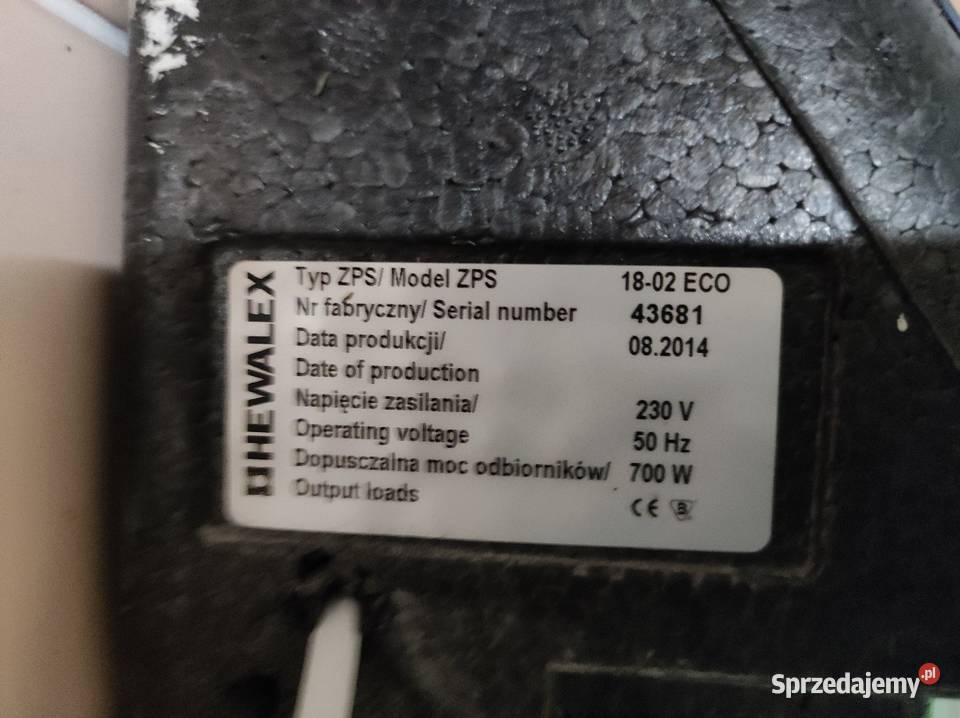 HEWALEX
Typ ZPS/ Model ZPS 18-02 ECO
Nr fabryczny/ Serial number 43681
Data produkcji/ 08.2014
Date of production
Napięcie zasilania/ 230 V
Operating voltage 50 Hz
Dopusczalna moc odbiorników/ 700 W
Output loads
CE B
Sprzedajemy.pl